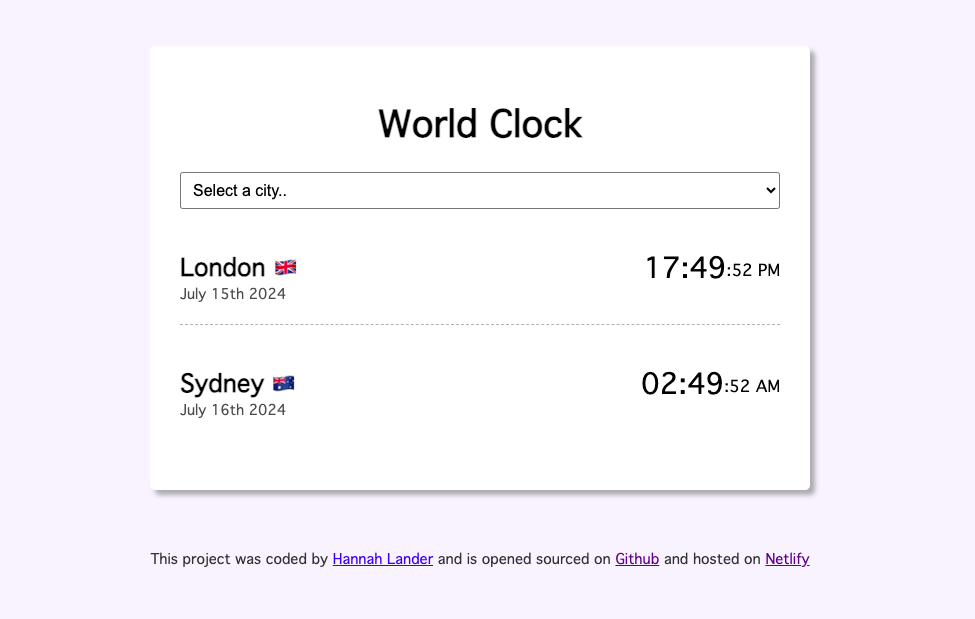 World Clock
Select a city..
London 🇬🇧
17:49:52 PM
July 15th 2024
Sydney 🇦🇺
02:49:52 AM
July 16th 2024
This project was coded by Hannah Lander and is opened sourced on Github and hosted on Netlify